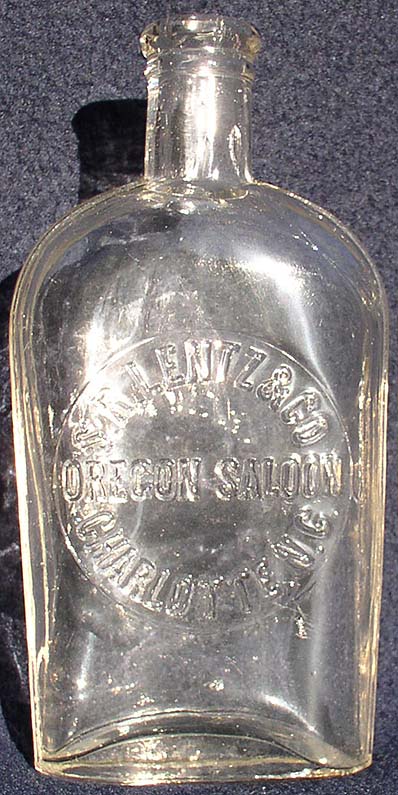 LENTZ & CO
OREGON SALOON
CHARLOTTE N.C.